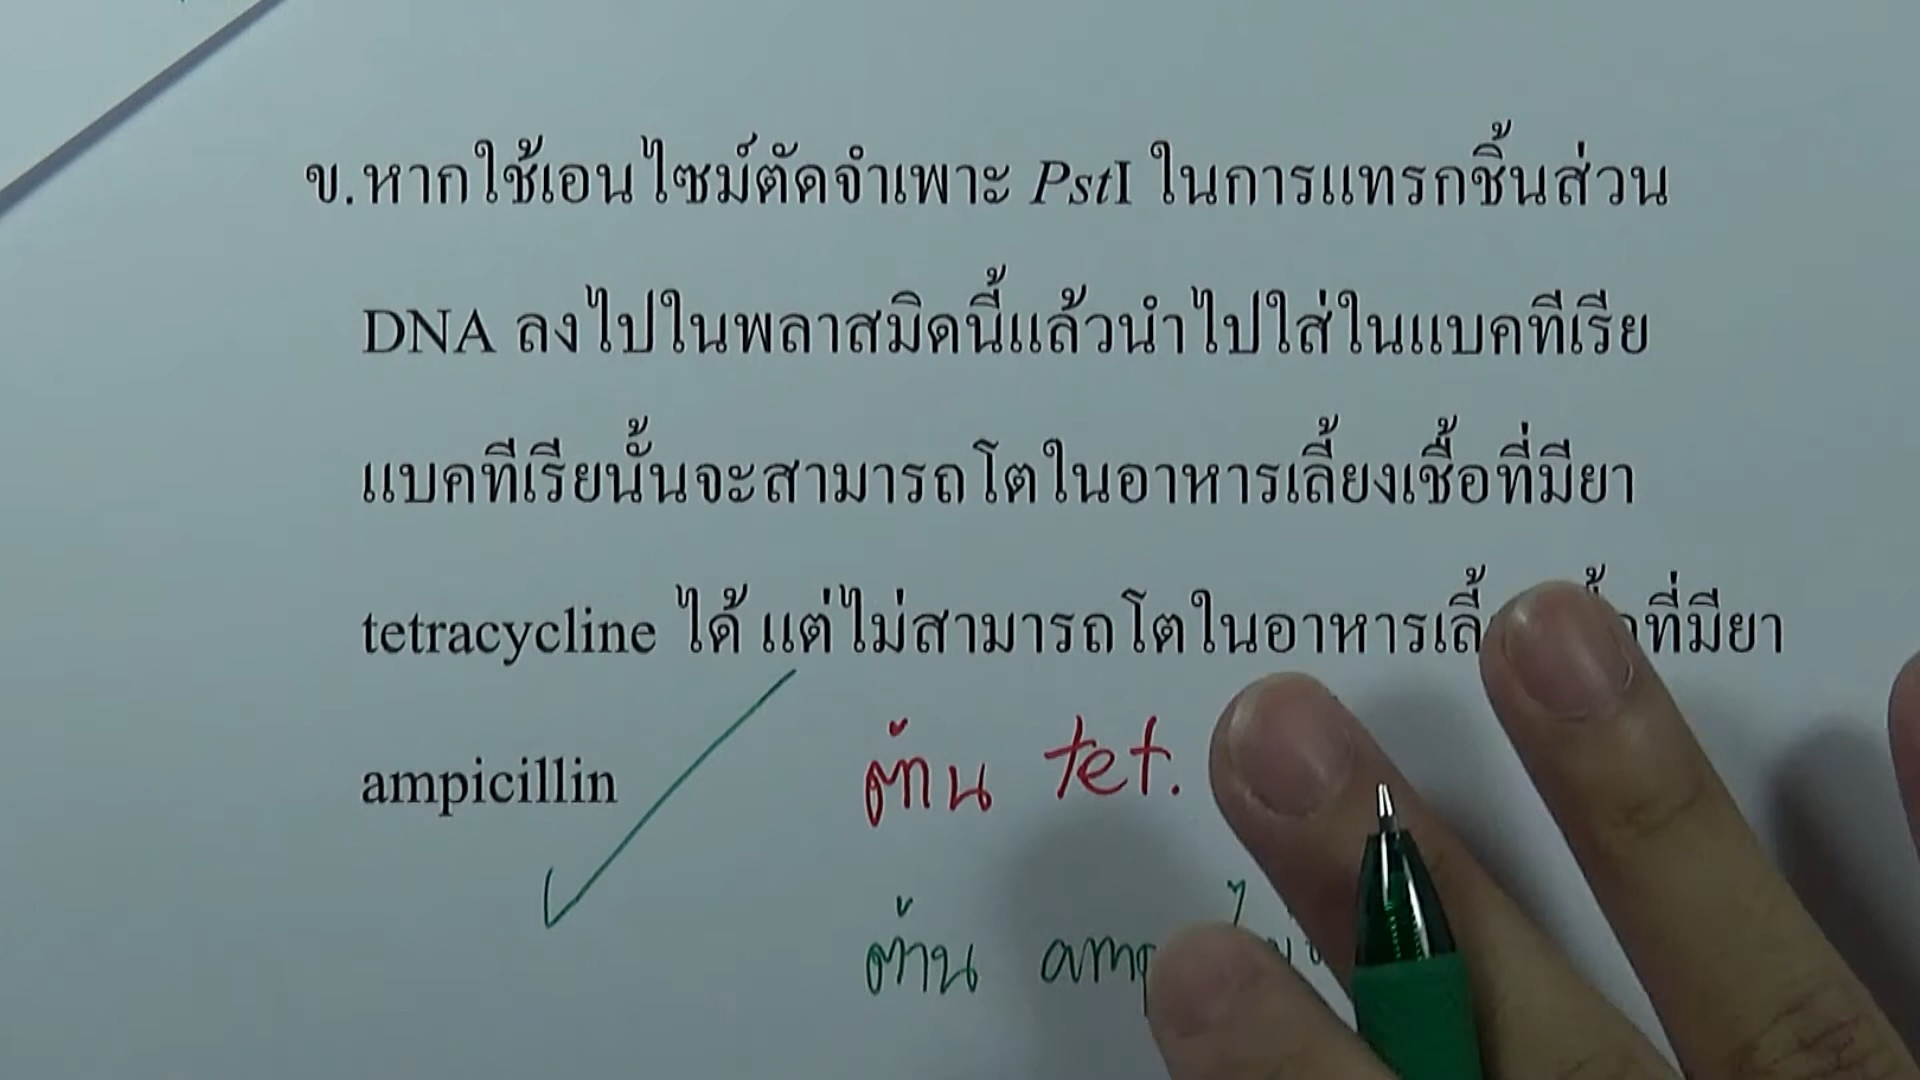 ข. หากใช้เอนไซม์ตัดจำเพาะ PstI ในการแทรกชิ้นส่วน
DNA ลงไปในพลาสมิดนี้แล้วนำไปใส่ในแบคทีเรีย
แบคทีเรียนั้นจะสามารถโตในอาหารเลี้ยงเชื้อที่มียา
tetracycline ได้ แต่ไม่สามารถโตในอาหาร ที่มียา
ampicillin
ต้าน tet.
ต้าน